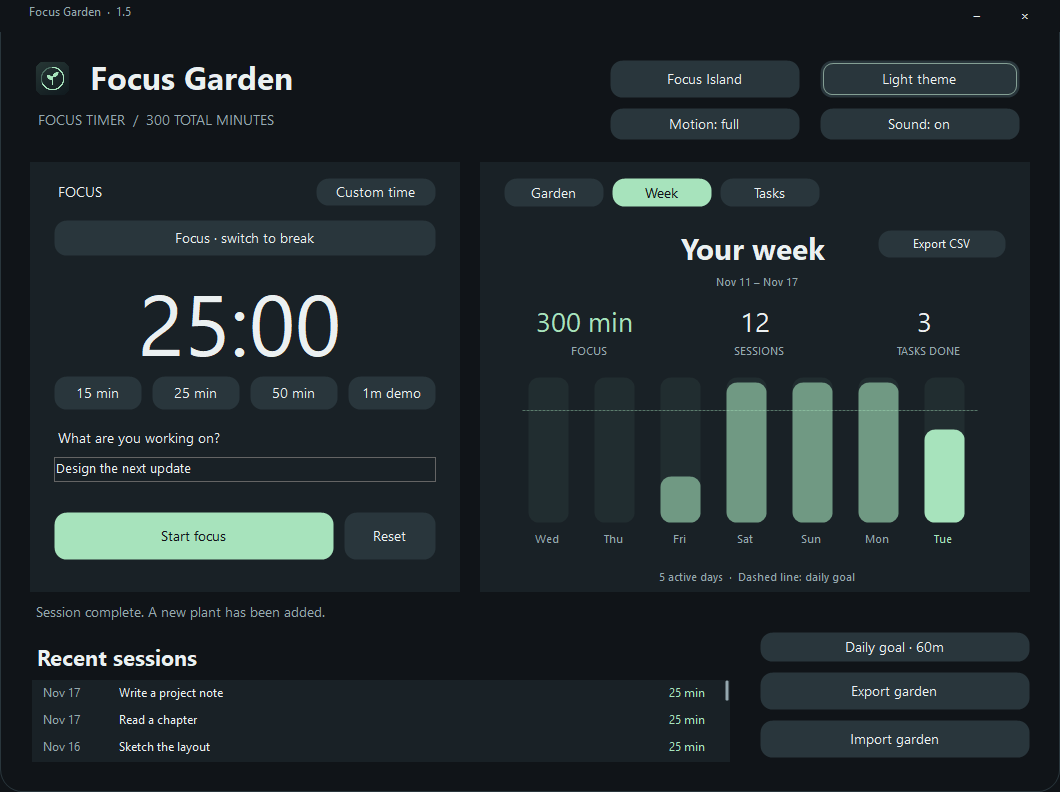 Focus Garden · 1.5
Focus Garden
FOCUS TIMER / 300 TOTAL MINUTES
Focus Island
Light theme
Motion: full
Sound: on
FOCUS
Custom time
Focus · switch to break
25:00
15 min
25 min
50 min
1m demo
What are you working on?
Design the next update
Start focus
Reset
Garden
Week
Tasks
Your week
Export CSV
Nov 11 – Nov 17
300 min
12
3
FOCUS
SESSIONS
TASKS DONE
Wed
Thu
Fri
Sat
Sun
Mon
Tue
5 active days · Dashed line: daily goal
Session complete. A new plant has been added.
Recent sessions
Nov 17 Write a project note 25 min
Nov 17 Read a chapter 25 min
Nov 16 Sketch the layout 25 min
Daily goal · 60m
Export garden
Import garden